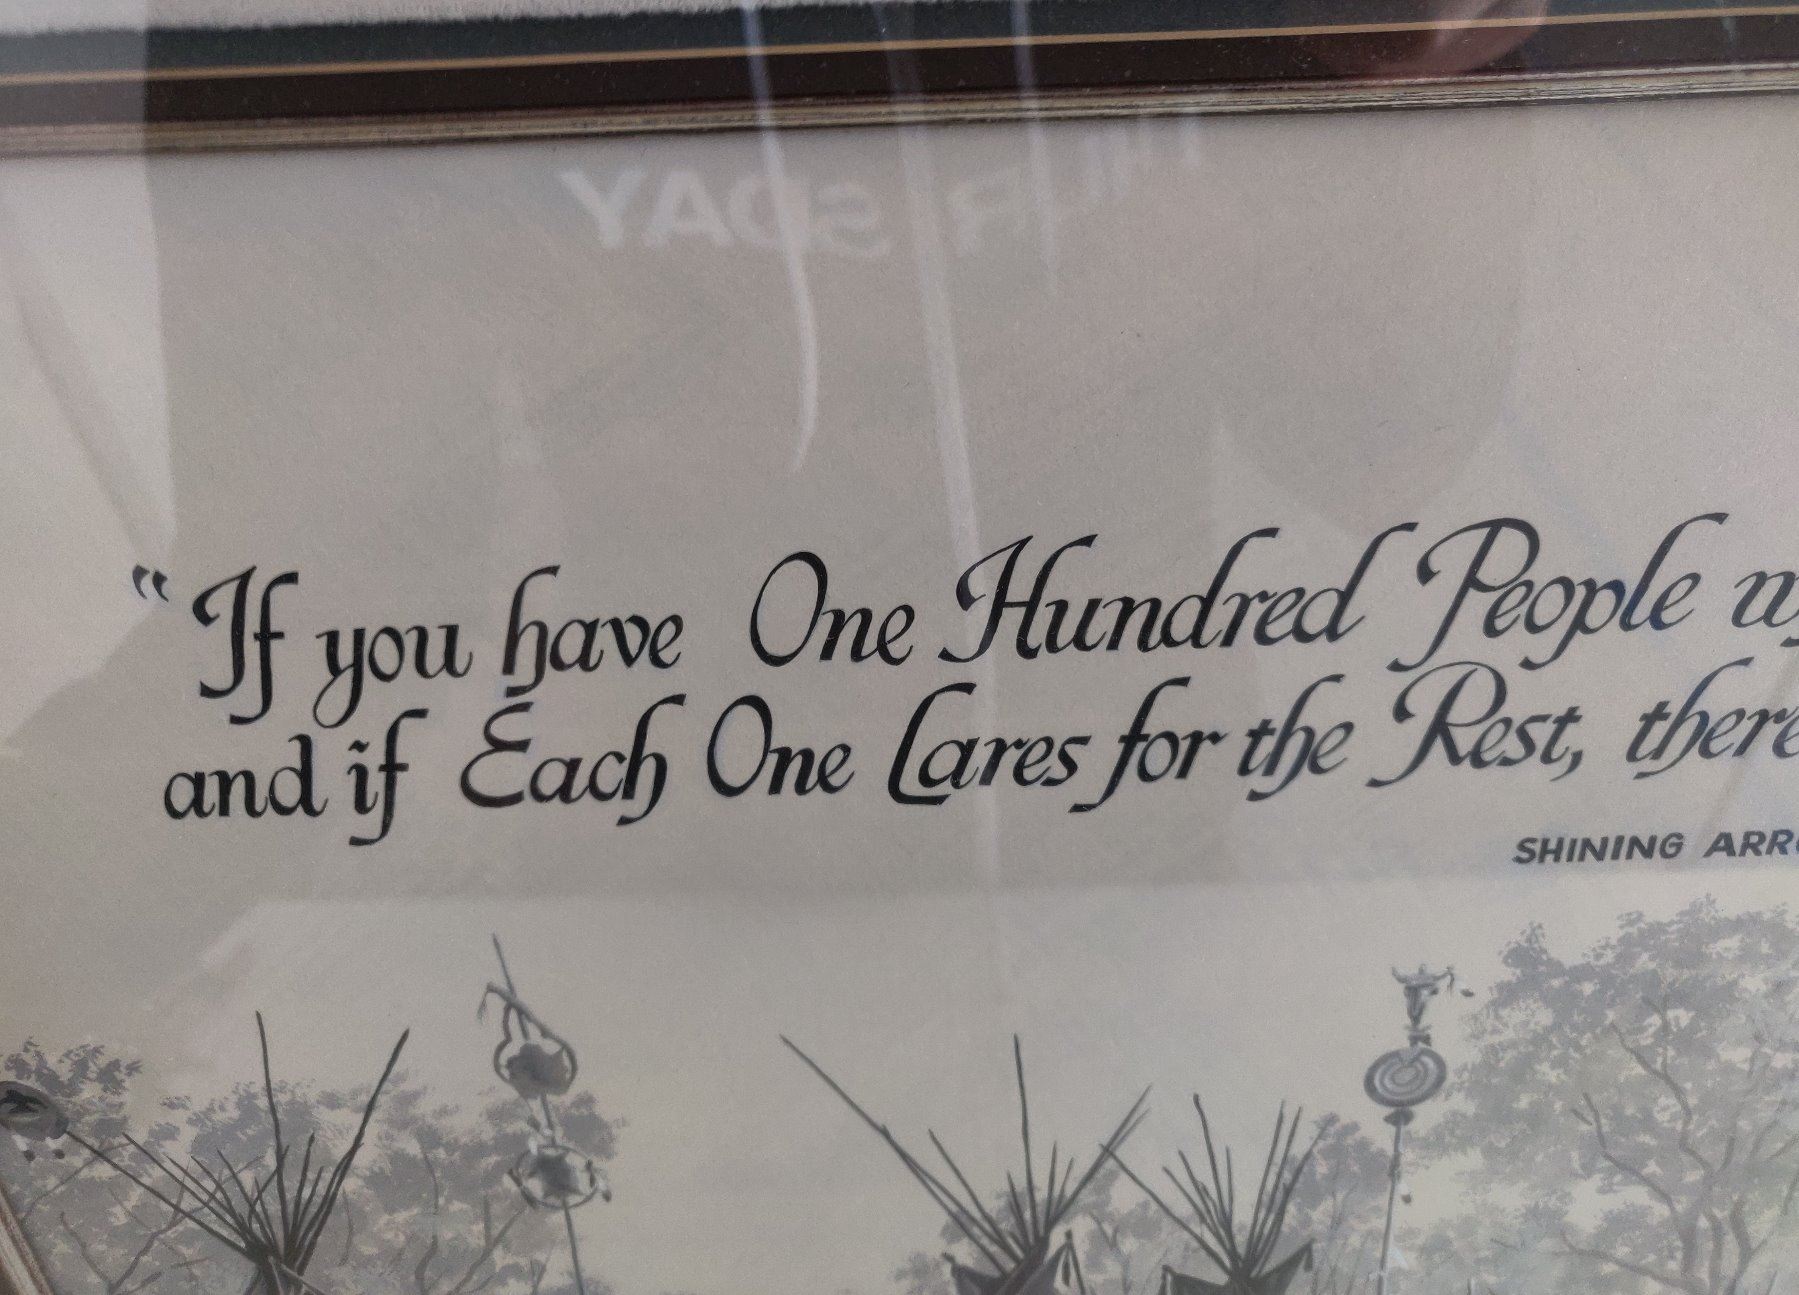 "If you have One Hundred People
and if Each One Cares for the Rest,
SHINING